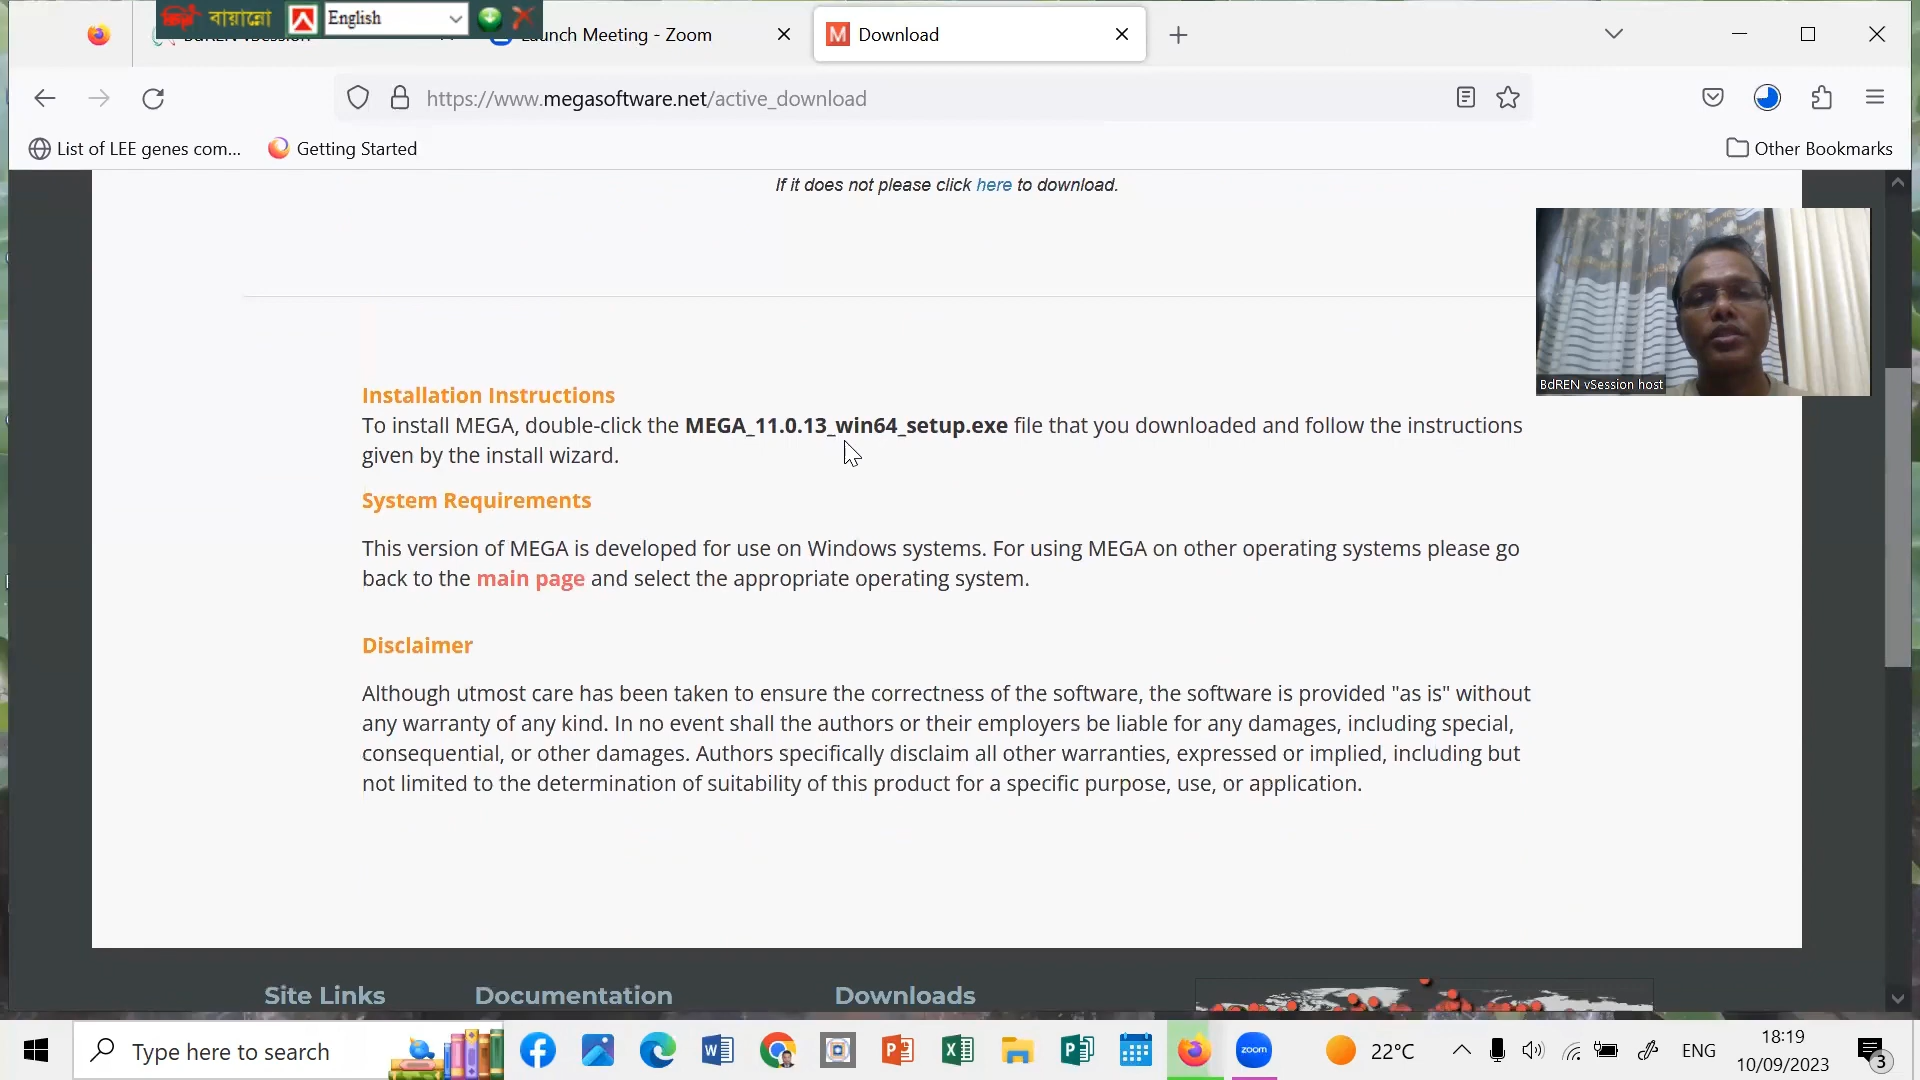 বায়ান্নো
English
Launch Meeting - Zoom
Download
https://www.megasoftware.net/active_download
List of LEE genes com...
Getting Started
Other Bookmarks
If it does not please click here to download.
BdREN vSession host
Installation Instructions
To install MEGA, double-click the MEGA_11.0.13_win64_setup.exe file that you downloaded and follow the instructions
given by the install wizard.
System Requirements
This version of MEGA is developed for use on Windows systems. For using MEGA on other operating systems please go
back to the main page and select the appropriate operating system.
Disclaimer
Although utmost care has been taken to ensure the correctness of the software, the software is provided "as is" without
any warranty of any kind. In no event shall the authors or their employers be liable for any damages, including special,
consequential, or other damages. Authors specifically disclaim all other warranties, expressed or implied, including but
not limited to the determination of suitability of this product for a specific purpose, use, or application.
Site Links
Documentation
Downloads
Type here to search
zoom
22°C
ENG
18:19
10/09/2023
3